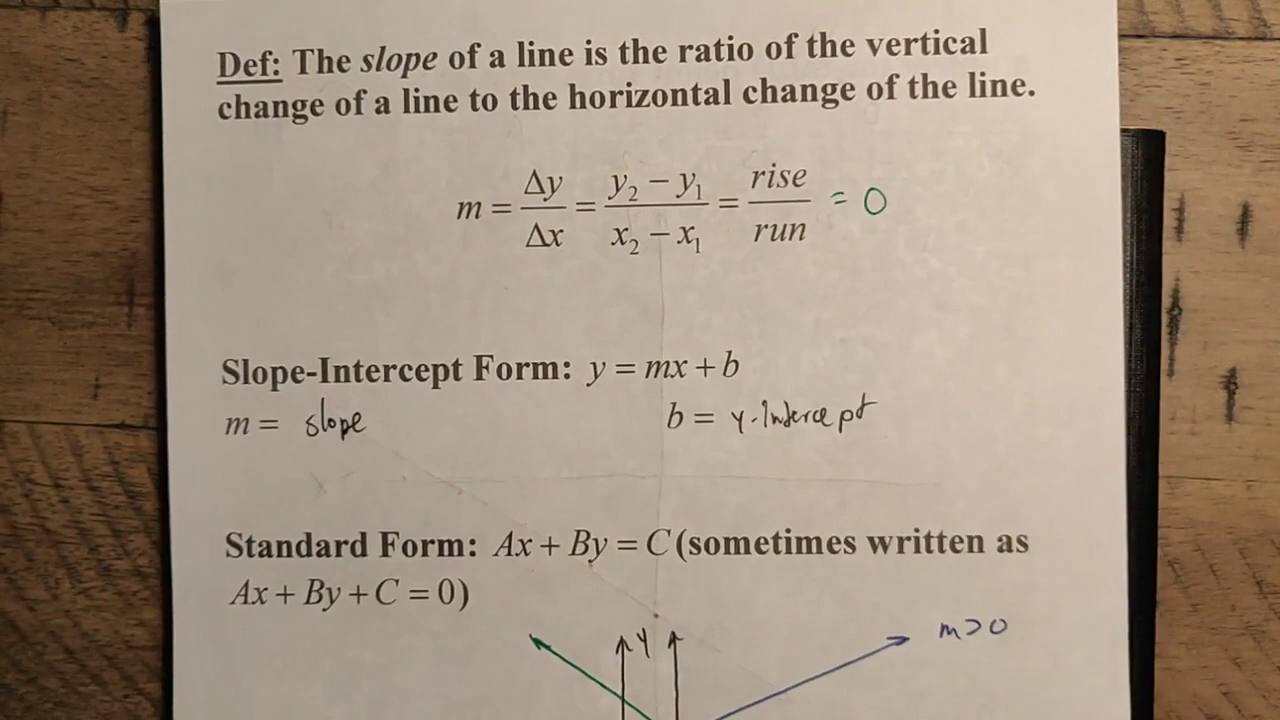 Def: The slope of a line is the ratio of the vertical
change of a line to the horizontal change of the line.
m = Δy/Δx = y₂ − y₁/x₂ − x₁ = rise/run = 0
Slope-Intercept Form: y = mx + b
m = slope b = y-Intercept
Standard Form: Ax + By = C (sometimes written as
Ax + By + C = 0)
y m>0